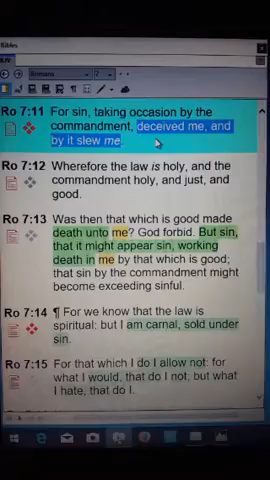 Bibles
KJV
Romans 7
Ro 7:11 For sin, taking occasion by the
commandment, deceived me, and
by it slew me.
Ro 7:12 Wherefore the law is holy, and the
commandment holy, and just, and
good.
Ro 7:13 Was then that which is good made
death unto me? God forbid. But sin,
that it might appear sin, working
death in me by that which is good;
that sin by the commandment might
become exceeding sinful.
Ro 7:14 ¶ For we know that the law is
spiritual: but I am carnal, sold under
sin.
Ro 7:15 For that which I do I allow not: for
what I would, that do I not; but what
I hate, that do I.